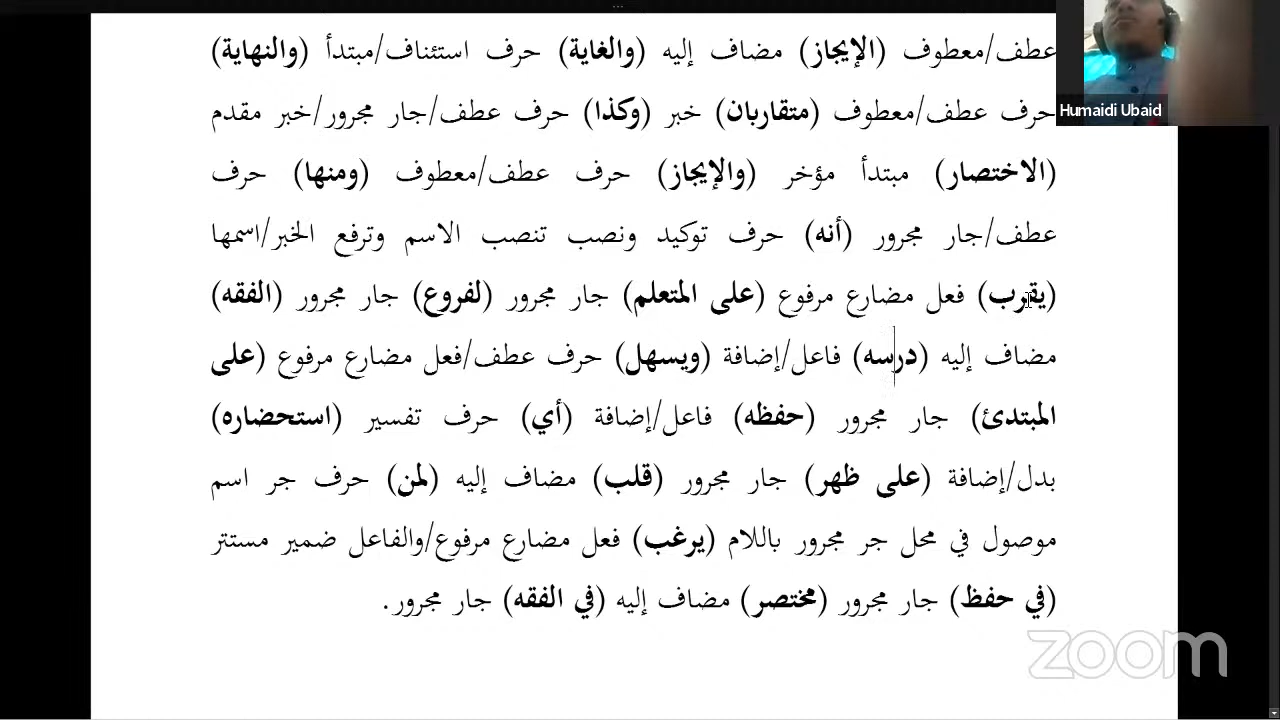 Humaidi Ubaid
عطف/معطوف (الإيجاز) مضاف إليه (والغاية) حرف استئناف/مبتدأ (والنهاية)
حرف عطف/معطوف (متقاربان) خبر (وكذا) حرف عطف/جار مجرور/خبر مقدم
(الاختصار) مبتدأ مؤخر (والإيجاز) حرف عطف/معطوف (ومنها) حرف
عطف/جار مجرور (أنه) حرف توكيد ونصب تنصب الاسم وترفع الخبر/اسمها
(يقرب) فعل مضارع مرفوع (على المتعلم) جار مجرور (لفروع) جار مجرور (الفقه)
مضاف إليه (درسه) فاعل/إضافة (ويسهل) حرف عطف/فعل مضارع مرفوع (على
المبتدئ) جار مجرور (حفظه) فاعل/إضافة (أي) حرف تفسير (استحضاره)
بدل/إضافة (على ظهر) جار مجرور (قلب) مضاف إليه (لمن) حرف جر اسم
موصول في محل جر مجرور باللام (يرغب) فعل مضارع مرفوع/والفاعل ضمير مستتر
(في حفظ) جار مجرور (مختصر) مضاف إليه (في الفقه) جار مجرور.
zoom